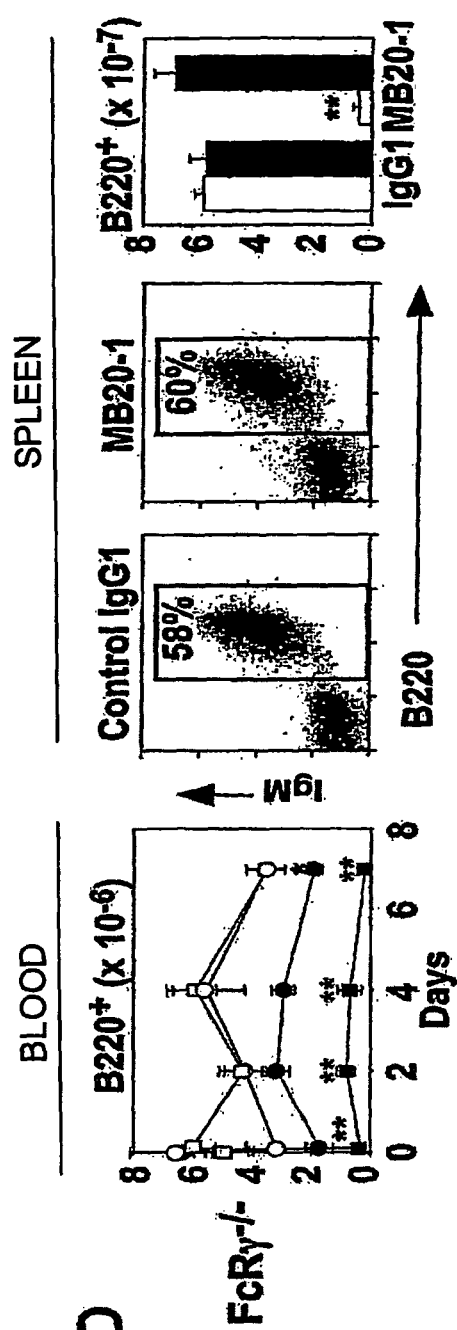 D
BLOOD
SPLEEN
B220⁺ (x 10⁻⁶)
Control IgG1
MB20-1
B220⁺ (x 10⁻⁷)
FcRγ⁻/⁻
8
6
4
2
0
**
**
**
**
0
2
4
6
8
Days
IgM
58%
60%
B220
8
6
4
2
0
**
IgG1 MB20-1